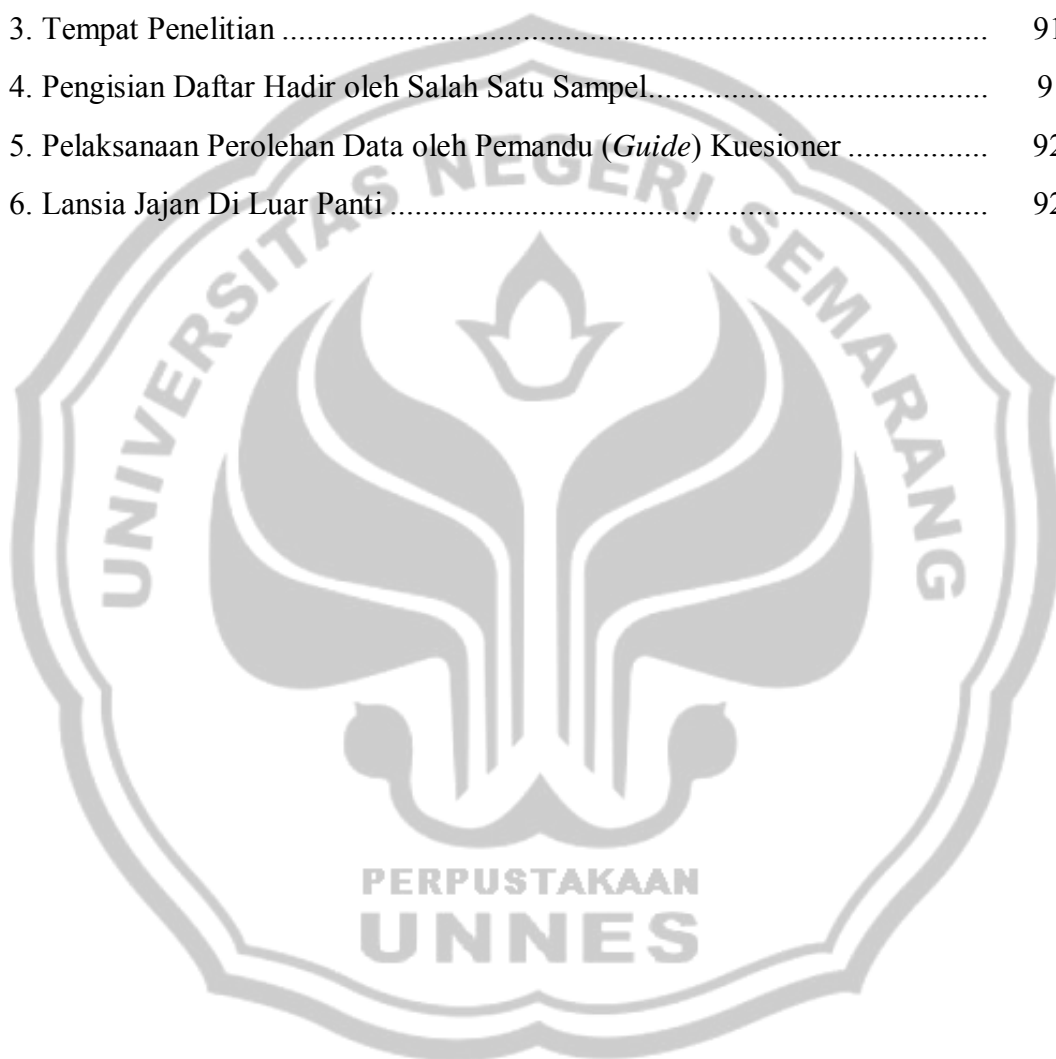 3. Tempat Penelitian ........................................................................................ 91
4. Pengisian Daftar Hadir oleh Salah Satu Sampel.......................................... 9
5. Pelaksanaan Perolehan Data oleh Pemandu (Guide) Kuesioner ................. 92
6. Lansia Jajan Di Luar Panti ........................................................................... 92
UNIVERSITAS NEGERI SEMARANG
PERPUSTAKAAN
UNNES